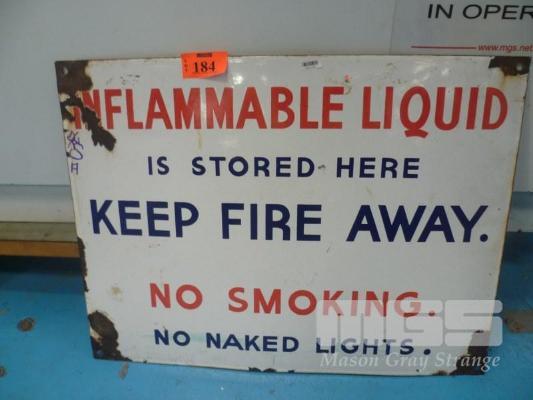 IN OPER
www.mgs.net
184
INFLAMMABLE LIQUID
IS STORED HERE
KEEP FIRE AWAY.
NO SMOKING.
NO NAKED LIGHTS.
MGS
Mason Gray Strange